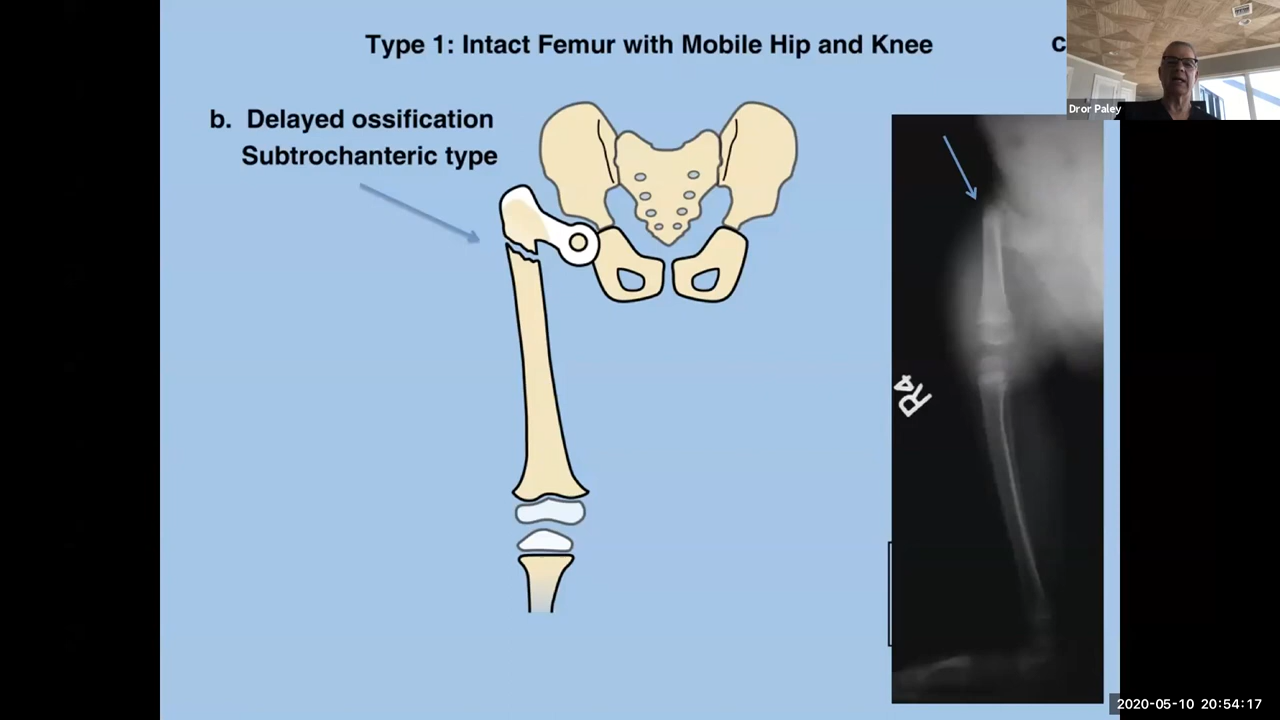 Type 1: Intact Femur with Mobile Hip and Knee
c
Dror Paley
b. Delayed ossification
Subtrochanteric type
R4
2020-05-10 20:54:17